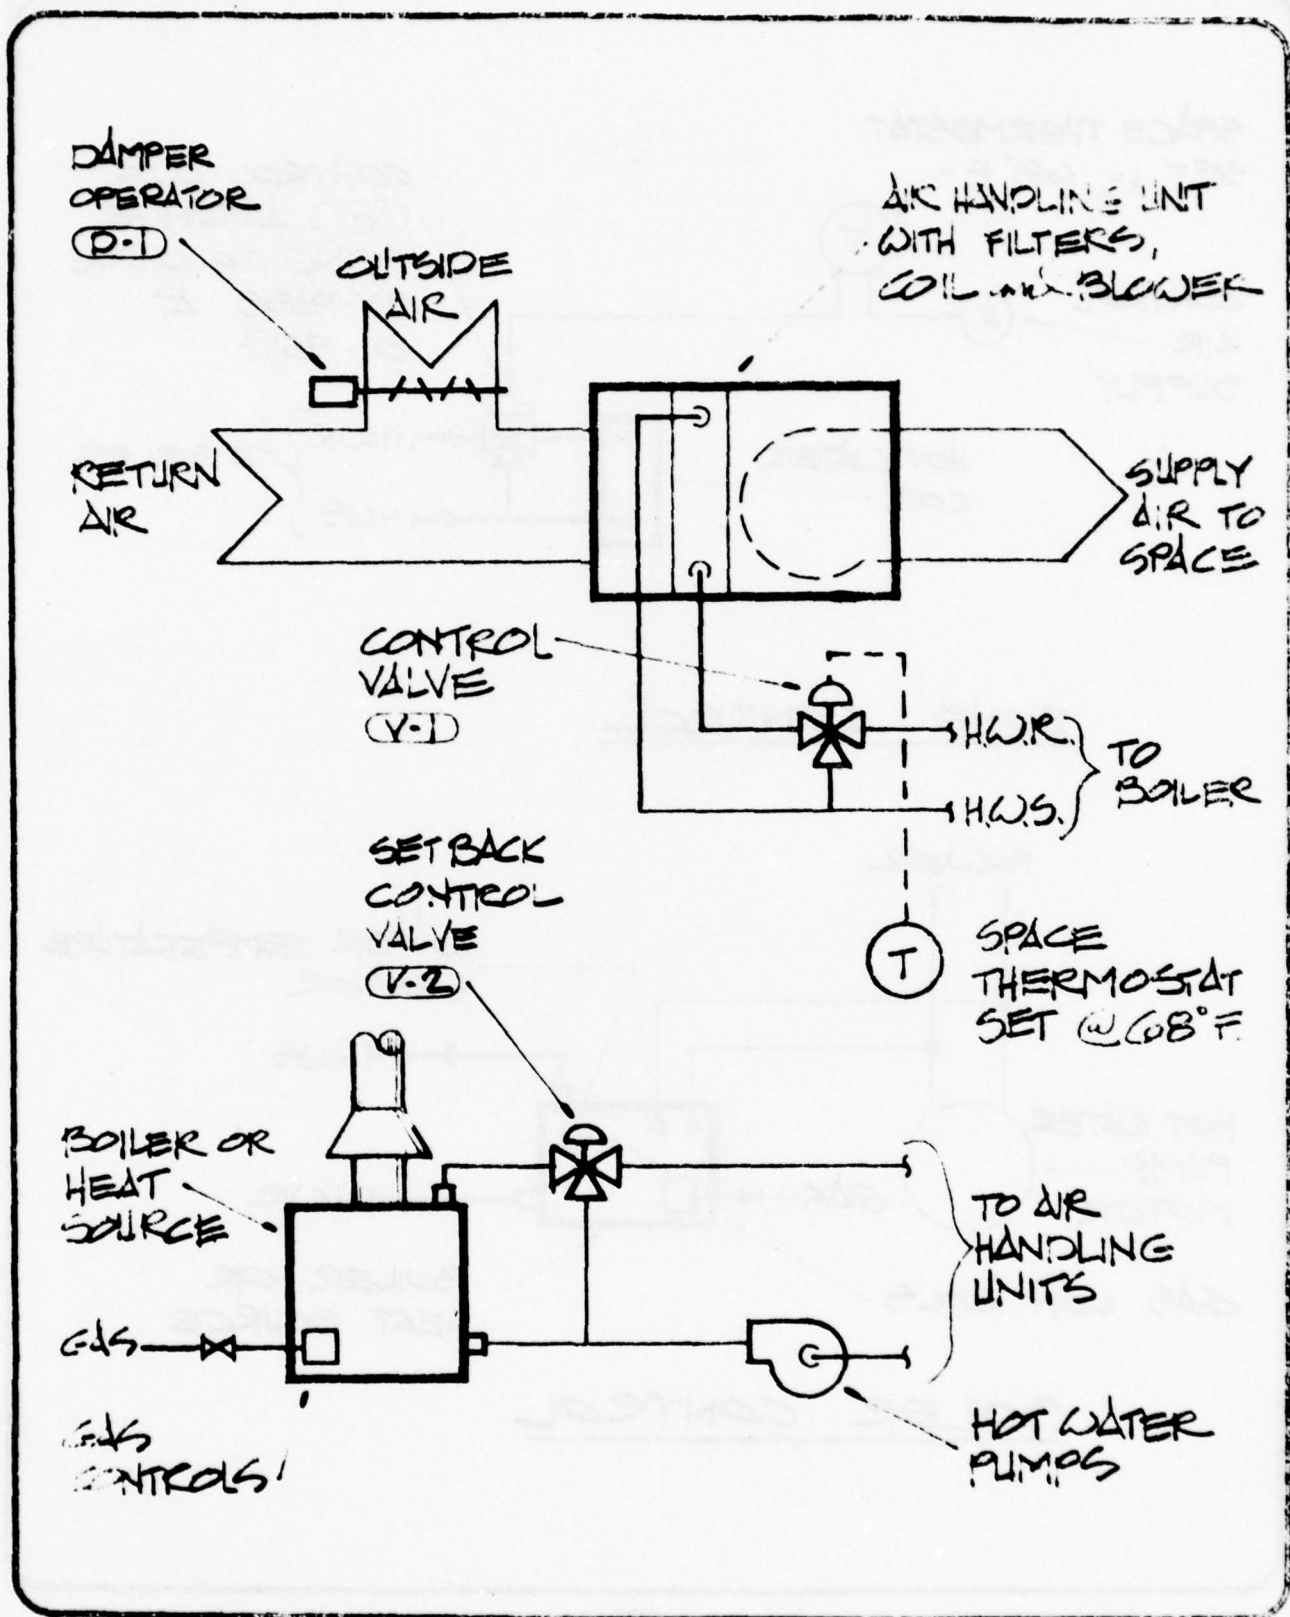 DAMPER
OPERATOR
D-1
OUTSIDE
AIR
AIR HANDLING UNIT
WITH FILTERS,
COIL BLOWER
RETURN
AIR
SUPPLY
AIR TO
SPACE
CONTROL
VALVE
V-1
H.W.R.
H.W.S.
TO
BOILER
SET BACK
CONTROL
VALVE
V-2
T
SPACE
THERMOSTAT
SET @ 68° F.
BOILER OR
HEAT
SOURCE
TO AIR
HANDLING
UNITS
GAS
GAS
CONTROLS
HOT WATER
PUMPS